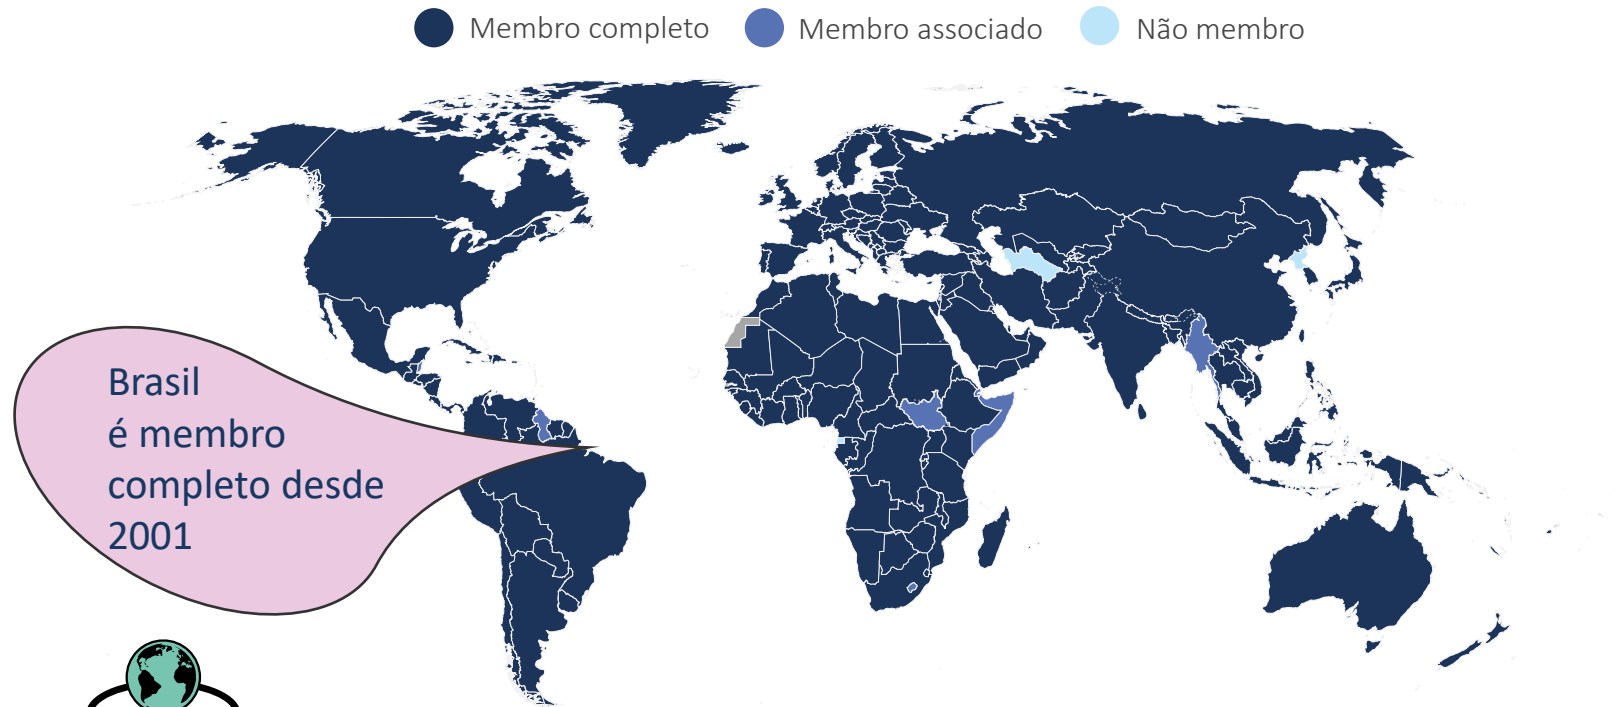 Membro completo
Membro associado
Não membro
Brasil
é membro
completo desde
2001